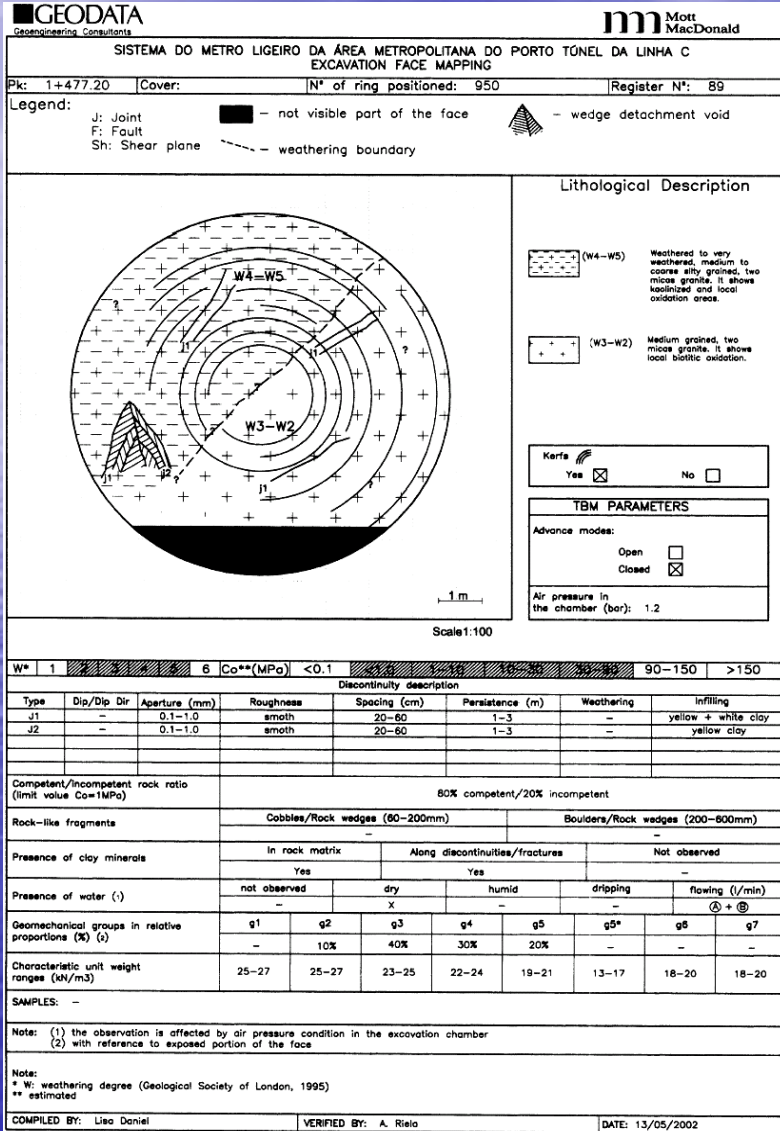 GEODATA
Geoengineering Consultants
Mott
MacDonald
SISTEMA DO METRO LIGEIRO DA ÁREA METROPOLITANA DO PORTO TÚNEL DA LINHA C
EXCAVATION FACE MAPPING
Pk: 1+477.20 Cover: Nº of ring positioned: 950 Register Nº: 89
Legend:
J: Joint
F: Fault
Sh: Shear plane
– not visible part of the face
– weathering boundary
– wedge detachment void
W4–W5
?
j1
j1
?
?
W3–W2
?
j1
j2
?
j1
?
1 m
Scale1:100
Lithological Description
(W4–W5) Weathered to very
weathered, medium to
coarse silty grained, two
micas granite. It shows
kaolinized and local
oxidation areas.
(W3–W2) Medium grained, two
micas granite. It shows
local biotitic oxidation.
Kerfs
Yes No
TBM PARAMETERS
Advance modes:
Open
Closed
Air pressure in
the chamber (bar): 1.2
W* 1 2 3 4 5 6 Co**(MPa) <0.1 <1.0 1–10 10–30 30–90 90–150 >150
Discontinuity description
Type Dip/Dip Dir Aperture (mm) Roughness Spacing (cm) Persistence (m) Weathering Infilling
J1 – 0.1–1.0 smoth 20–60 1–3 – yellow + white clay
J2 – 0.1–1.0 smoth 20–60 1–3 – yellow clay
Competent/incompetent rock ratio
(limit value Co=1MPa)
80% competent/20% incompetent
Rock–like fragments
Cobbles/Rock wedges (60–200mm) Boulders/Rock wedges (200–600mm)
– –
Presence of clay minerals
In rock matrix Along discontinuities/fractures Not observed
Yes Yes –
Presence of water (1)
not observed dry humid dripping flowing (l/min)
– X – – Ⓐ + Ⓑ
Geomechanical groups in relative
proportions (%) (2)
g1 g2 g3 g4 g5 g5* g6 g7
– 10% 40% 30% 20% – – –
Characteristic unit weight
ranges (kN/m3)
25–27 25–27 23–25 22–24 19–21 13–17 18–20 18–20
SAMPLES: –
Note: (1) the observation is affected by air pressure condition in the excavation chamber
(2) with reference to exposed portion of the face
Note:
* W: weathering degree (Geological Society of London, 1995)
** estimated
COMPILED BY: Lisa Daniel VERIFIED BY: A. Riela DATE: 13/05/2002